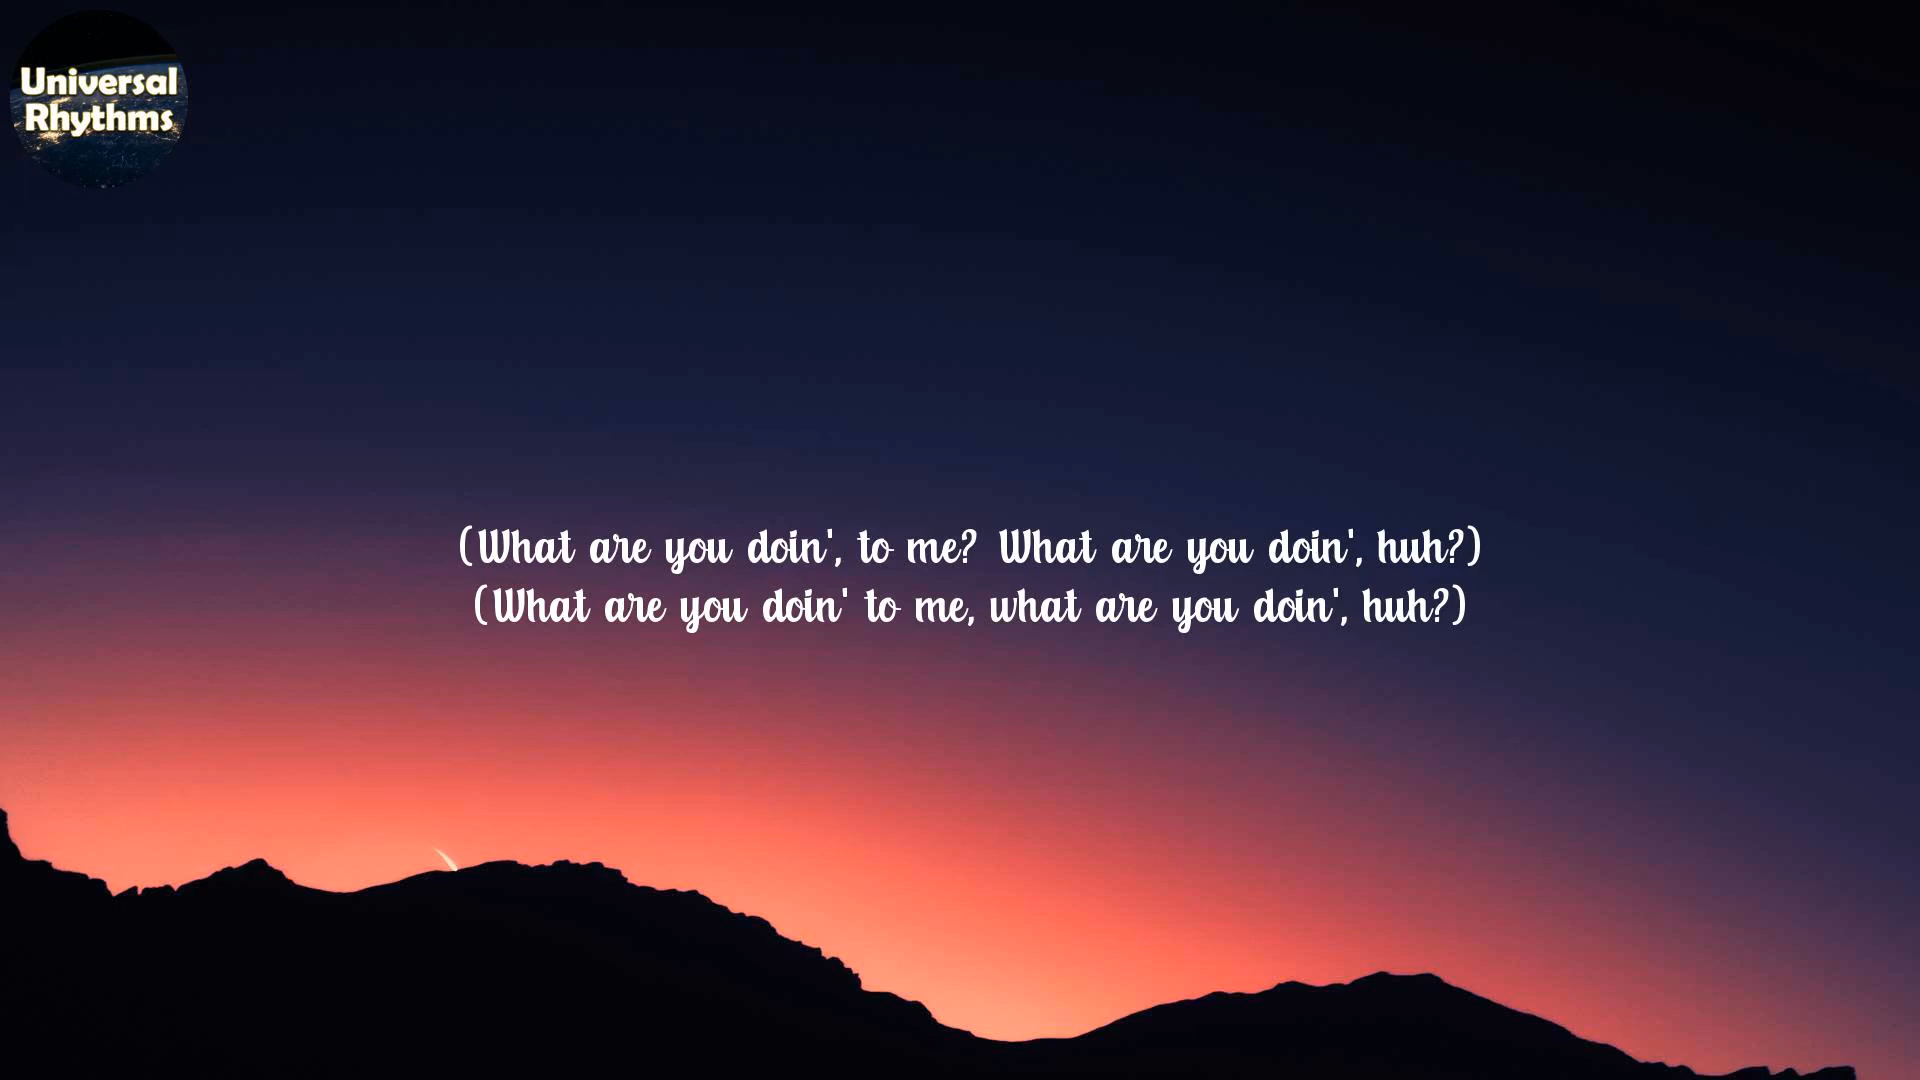 Universal
Rhythms
(What are you doin', to me? What are you doin', huh?)
(What are you doin' to me, what are you doin', huh?)